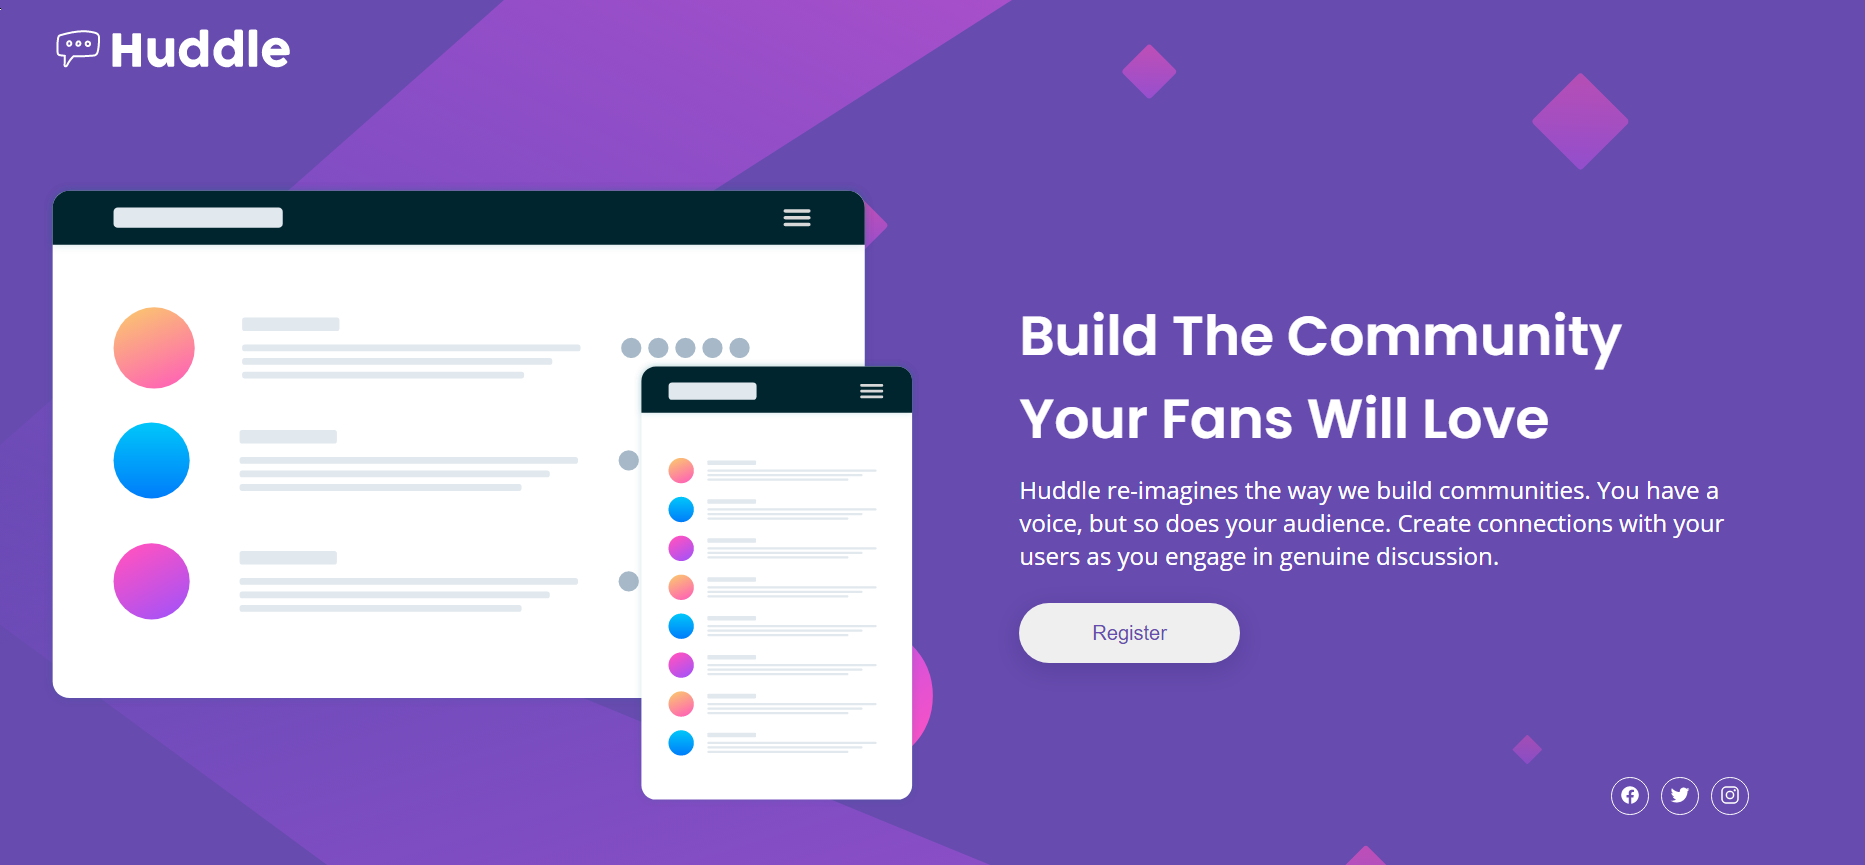 Huddle
Build The Community
Your Fans Will Love
Huddle re-imagines the way we build communities. You have a
voice, but so does your audience. Create connections with your
users as you engage in genuine discussion.
Register